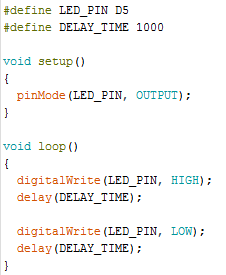 #define LED_PIN D5
#define DELAY_TIME 1000
void setup()
{
pinMode(LED_PIN, OUTPUT);
}
void loop()
{
digitalWrite(LED_PIN, HIGH);
delay(DELAY_TIME);
digitalWrite(LED_PIN, LOW);
delay(DELAY_TIME);
}